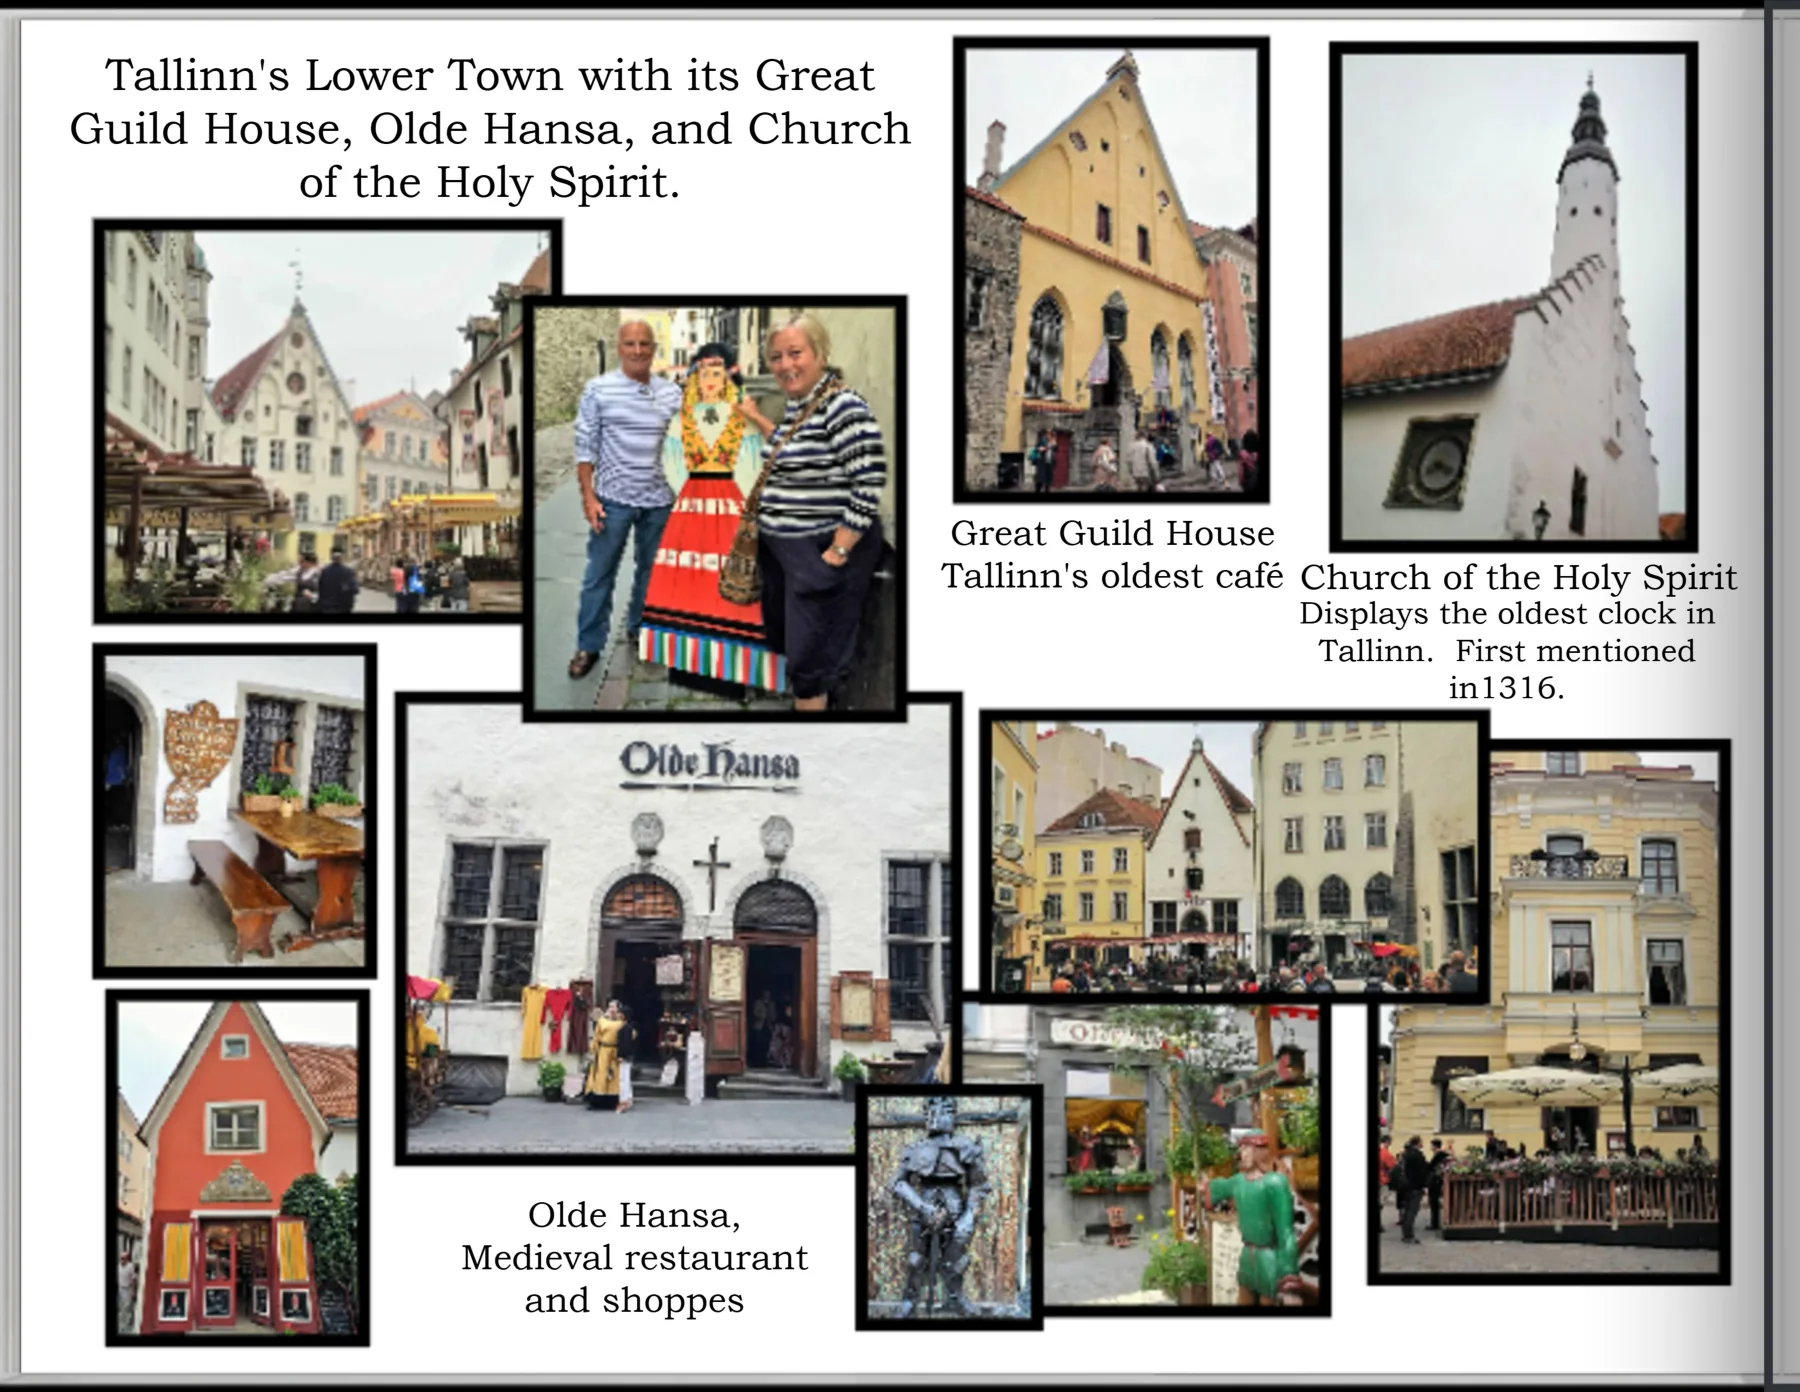 Tallinn's Lower Town with its Great
Guild House, Olde Hansa, and Church
of the Holy Spirit.
Great Guild House
Tallinn's oldest café
Church of the Holy Spirit
Displays the oldest clock in
Tallinn.  First mentioned
in1316.
Olde Hansa
Olde Hansa,
Medieval restaurant
and shoppes